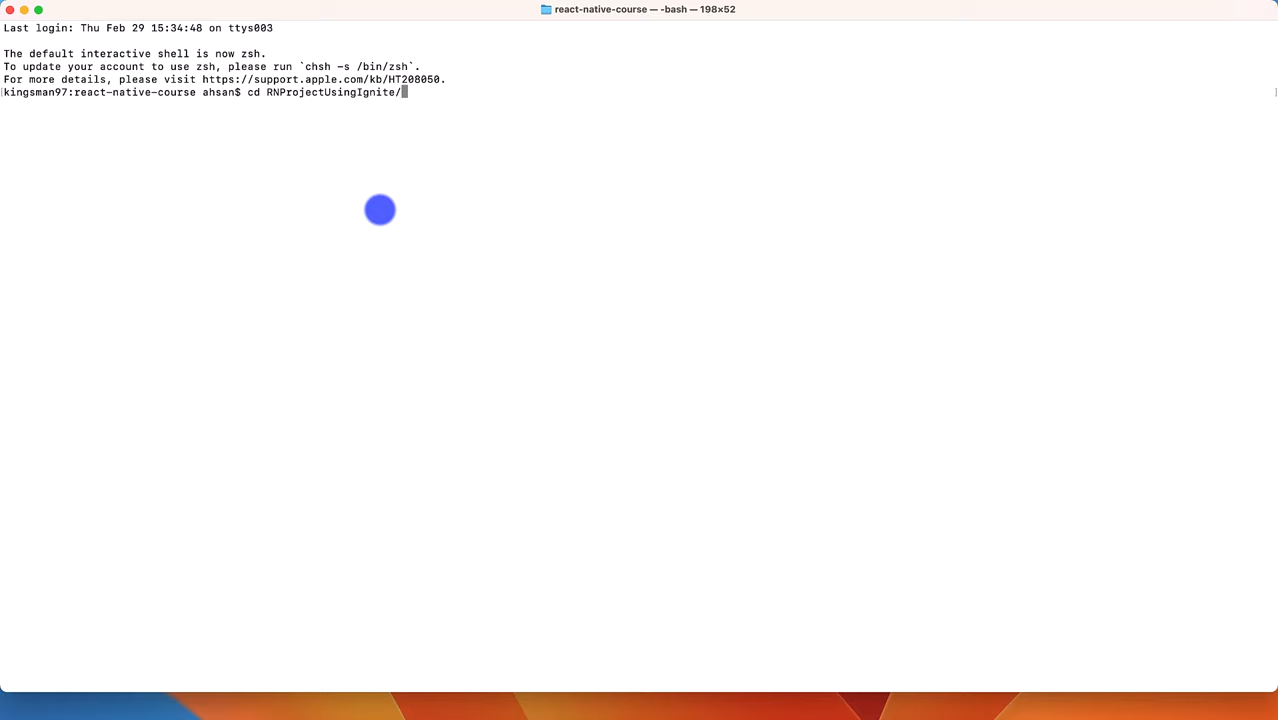 react-native-course — -bash — 198×52
Last login: Thu Feb 29 15:34:48 on ttys003
The default interactive shell is now zsh.
To update your account to use zsh, please run `chsh -s /bin/zsh`.
For more details, please visit https://support.apple.com/kb/HT208050.
kingsman97:react-native-course ahsan$ cd RNProjectUsingIgnite/